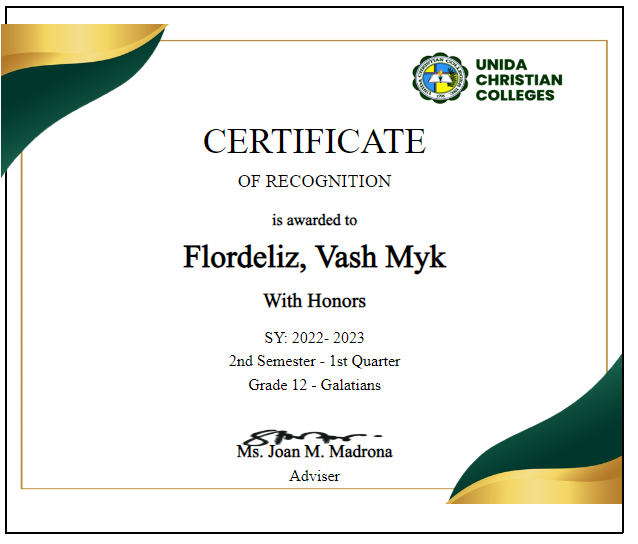 UNIDA
CHRISTIAN
COLLEGES
CERTIFICATE
OF RECOGNITION
is awarded to
Flordeliz, Vash Myk
With Honors
SY: 2022- 2023
2nd Semester - 1st Quarter
Grade 12 - Galatians
Ms. Joan M. Madrona
Adviser